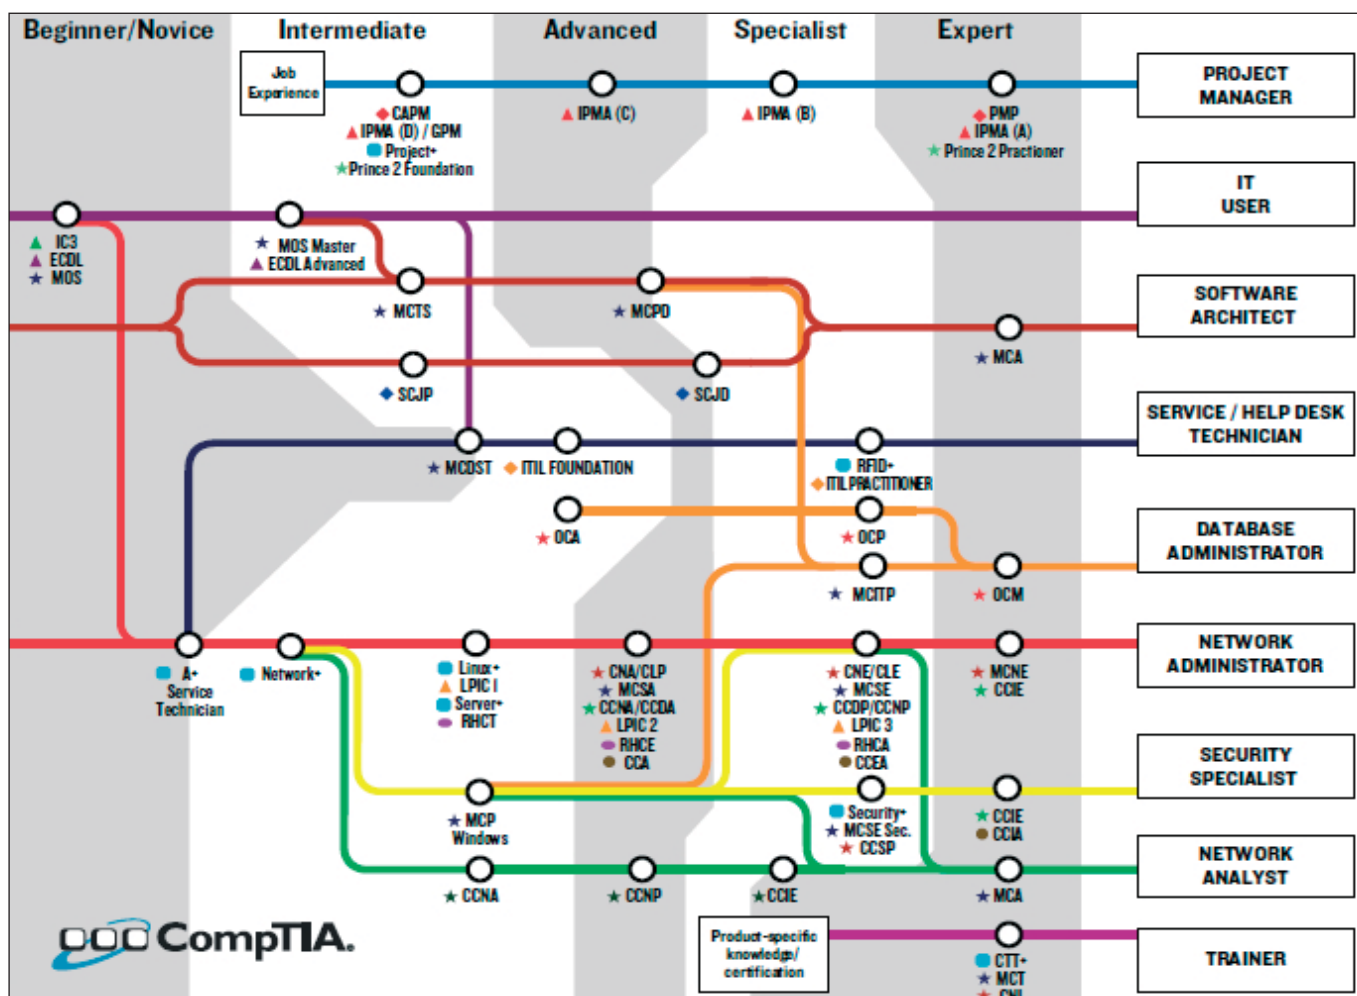 Beginner/Novice
Intermediate
Advanced
Specialist
Expert
Job
Experience
CAPM
IPMA (D) / GPM
Project+
Prince 2 Foundation
IPMA (C)
IPMA (B)
PMP
IPMA (A)
Prince 2 Practioner
PROJECT
MANAGER
IC3
ECDL
MOS
MOS Master
ECDL Advanced
IT
USER
MCTS
MCPD
SCJP
SCJD
MCA
SOFTWARE
ARCHITECT
MCDST
ITIL FOUNDATION
RFID+
ITIL PRACTITIONER
SERVICE / HELP DESK
TECHNICIAN
OCA
OCP
MCITP
OCM
DATABASE
ADMINISTRATOR
A+
Service
Technician
Network+
Linux+
LPIC I
Server+
RHCT
CNA/CLP
MCSA
CCNA/CCDA
LPIC 2
RHCE
CCA
CNE/CLE
MCSE
CCDP/CCNP
LPIC 3
RHCA
CCEA
MCNE
CCIE
NETWORK
ADMINISTRATOR
MCP
Windows
Security+
MCSE Sec.
CCSP
CCIE
CCIA
SECURITY
SPECIALIST
CCNA
CCNP
CCIE
MCA
NETWORK
ANALYST
CompTIA.
Product-specific
knowledge/
certification
CTT+
MCT
TRAINER